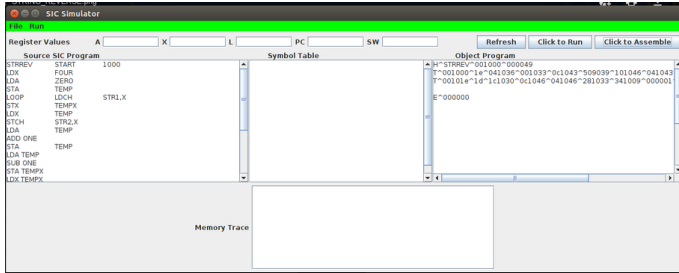 STRING_REVERSE.png
SIC Simulator
File Run
Register Values A X L PC SW Refresh Click to Run Click to Assemble
Source SIC Program Symbol Table Object Program
STRREV START 1000
LDX FOUR
LDA ZERO
STA TEMP
LOOP LDCH STR1,X
STX TEMPX
LDX TEMP
STCH STR2,X
LDA TEMP
ADD ONE
STA TEMP
LDA TEMP
SUB ONE
STA TEMPX
LDX TEMPX
H^STRREV^001000^000049
T^001000^1e^041036^001033^0c1043^509039^101046^041043
T^00101e^1d^1c1030^0c1046^041046^281033^341009^000001
E^000000
Memory Trace